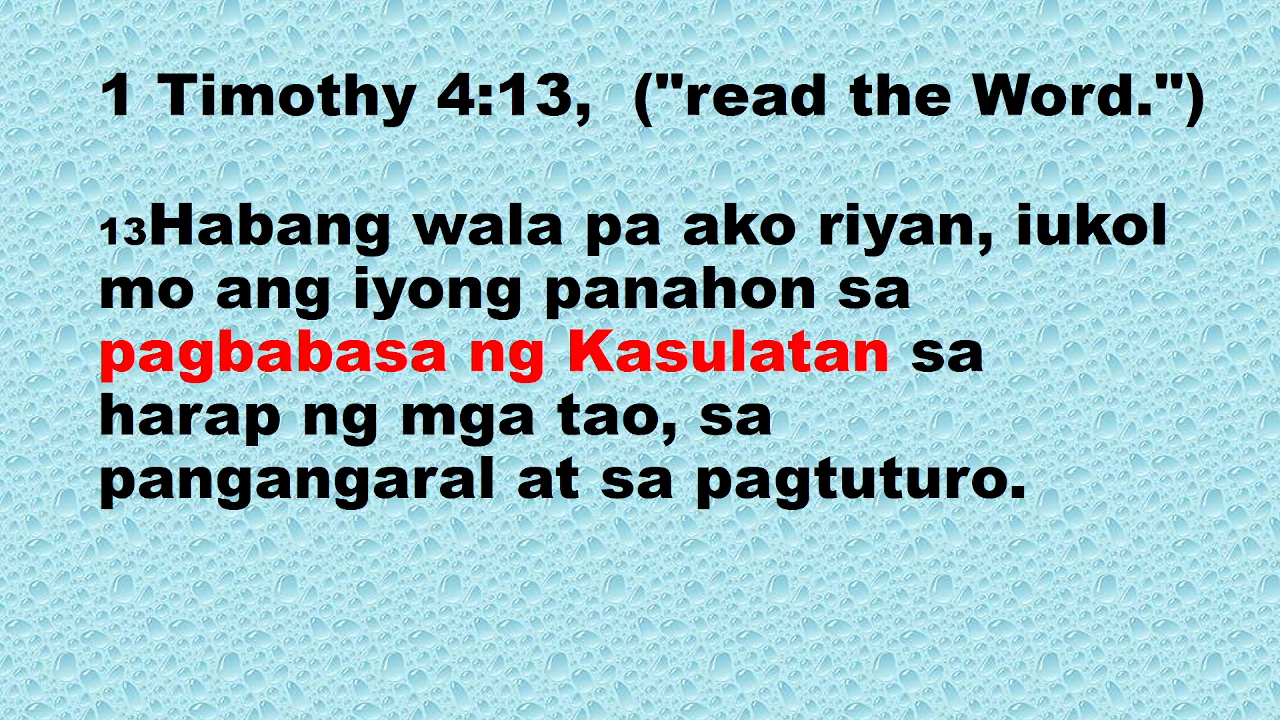 1 Timothy 4:13,  ("read the Word.")
13Habang wala pa ako riyan, iukol
mo ang iyong panahon sa
pagbabasa ng Kasulatan sa
harap ng mga tao, sa
pangangaral at sa pagtuturo.